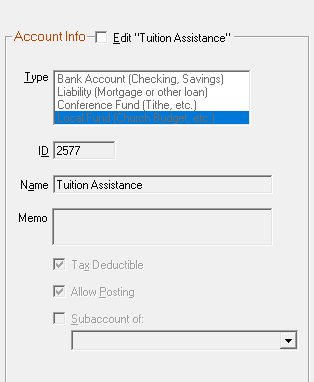 Account Info
Edit "Tuition Assistance"
Type
Bank Account (Checking, Savings)
Liability (Mortgage or other loan)
Conference Fund (Tithe, etc.)
Local Fund (Church Budget, etc.)
ID
2577
Name
Tuition Assistance
Memo
Tax Deductible
Allow Posting
Subaccount of: